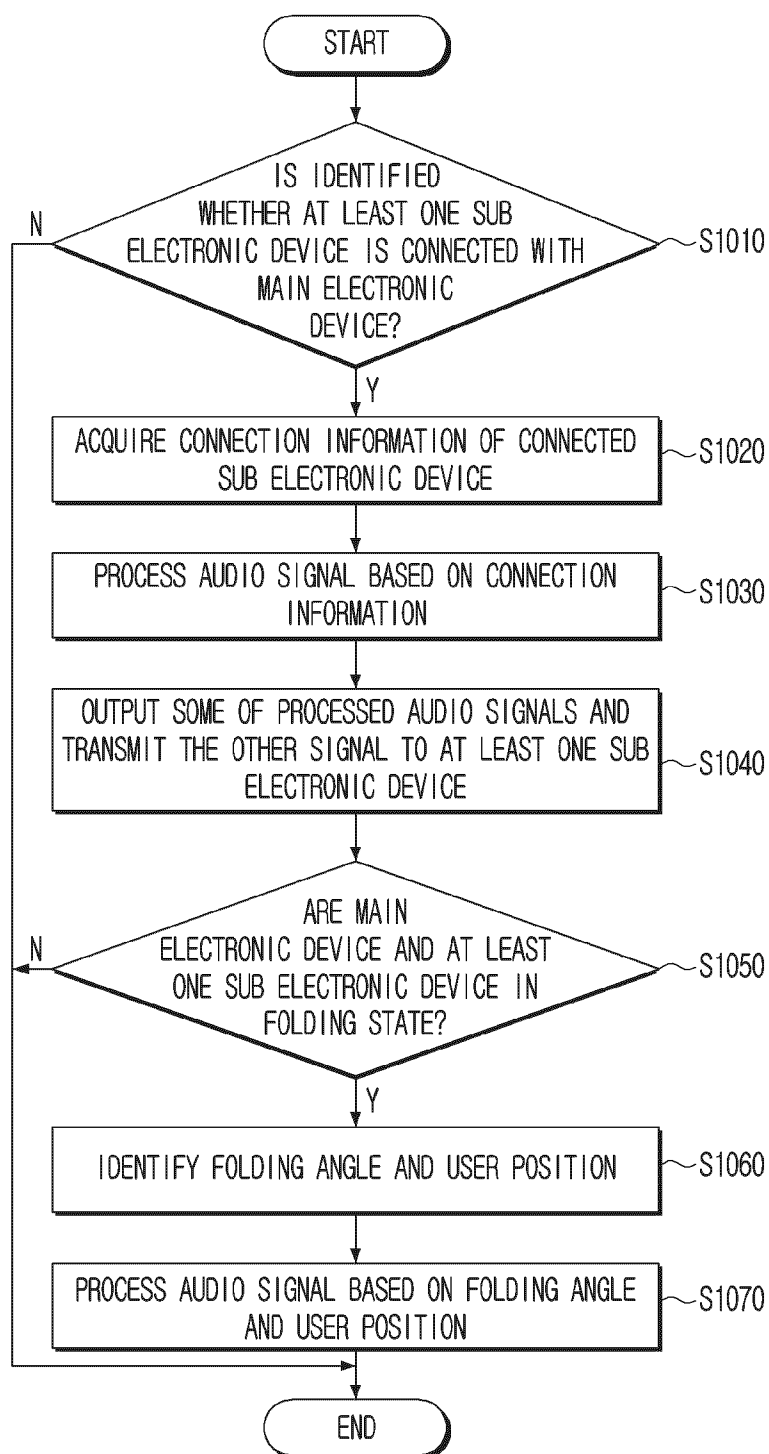 START
IS IDENTIFIED
WHETHER AT LEAST ONE SUB
ELECTRONIC DEVICE IS CONNECTED WITH
MAIN ELECTRONIC
DEVICE?
N
S1010
Y
ACQUIRE CONNECTION INFORMATION OF CONNECTED
SUB ELECTRONIC DEVICE
S1020
PROCESS AUDIO SIGNAL BASED ON CONNECTION
INFORMATION
S1030
OUTPUT SOME OF PROCESSED AUDIO SIGNALS AND
TRANSMIT THE OTHER SIGNAL TO AT LEAST ONE SUB
ELECTRONIC DEVICE
S1040
ARE MAIN
ELECTRONIC DEVICE AND AT LEAST
ONE SUB ELECTRONIC DEVICE IN
FOLDING STATE?
N
S1050
Y
IDENTIFY FOLDING ANGLE AND USER POSITION
S1060
PROCESS AUDIO SIGNAL BASED ON FOLDING ANGLE
AND USER POSITION
S1070
END